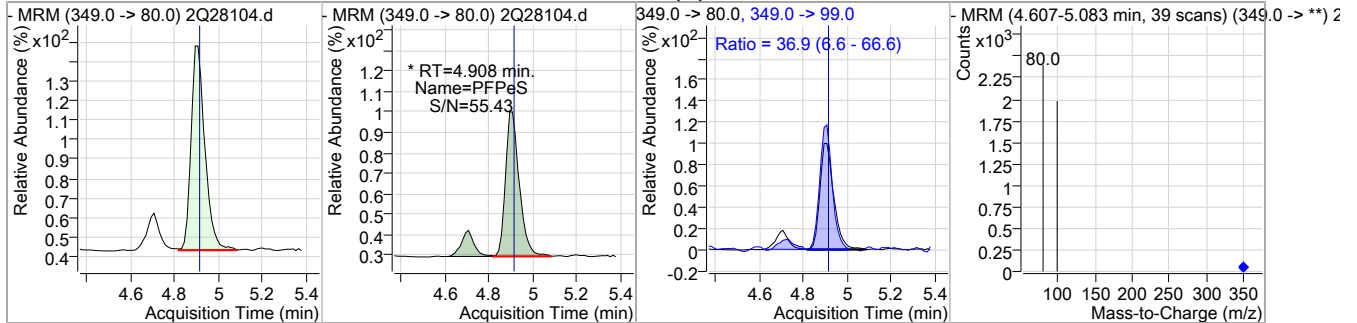 - MRM (349.0 -> 80.0) 2Q28104.d
Relative Abundance (%)
x10²
1.3
1.2
1.1
1
0.9
0.8
0.7
0.6
0.5
0.4
4.6 4.8 5 5.2 5.4
Acquisition Time (min)
- MRM (349.0 -> 80.0) 2Q28104.d
Relative Abundance (%)
x10²
* RT=4.908 min.
Name=PFPeS
S/N=55.43
1.2
1.1
1
0.9
0.8
0.7
0.6
0.5
0.4
0.3
4.6 4.8 5 5.2 5.4
Acquisition Time (min)
349.0 -> 80.0, 349.0 -> 99.0
Relative Abundance (%)
x10²
Ratio = 36.9 (6.6 - 66.6)
1.6
1.4
1.2
1
0.8
0.6
0.4
0.2
0
-0.2
4.6 4.8 5 5.2 5.4
Acquisition Time (min)
- MRM (4.607-5.083 min, 39 scans) (349.0 -> **) 2
Counts
x10³
80.0
2.25
2
1.75
1.5
1.25
1
0.75
0.5
0.25
0
100 150 200 250 300 350
Mass-to-Charge (m/z)